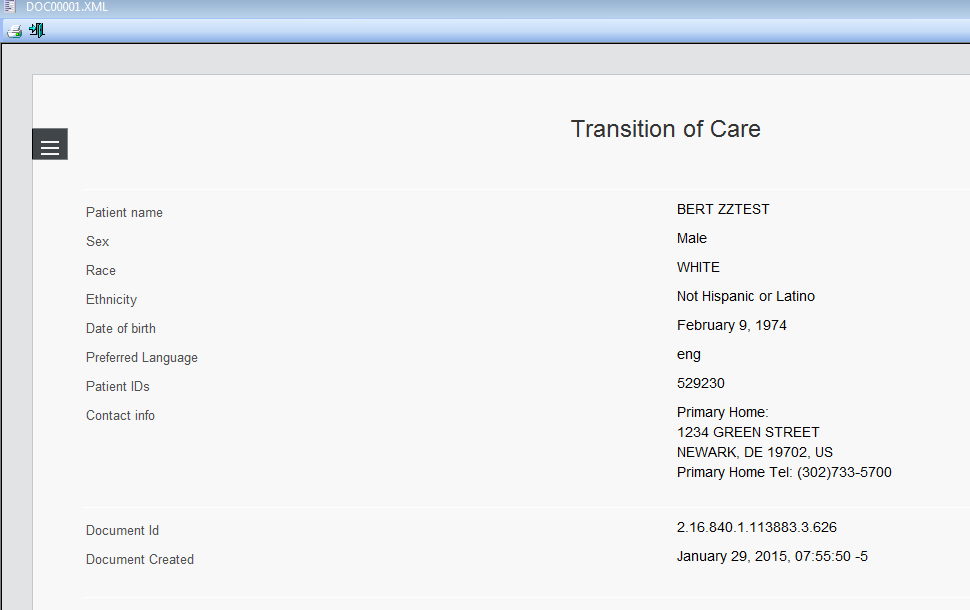 DOC00001.XML
Transition of Care
Patient name BERT ZZTEST
Sex Male
Race WHITE
Ethnicity Not Hispanic or Latino
Date of birth February 9, 1974
Preferred Language eng
Patient IDs 529230
Contact info Primary Home:
1234 GREEN STREET
NEWARK, DE 19702, US
Primary Home Tel: (302)733-5700
Document Id 2.16.840.1.113883.3.626
Document Created January 29, 2015, 07:55:50 -5